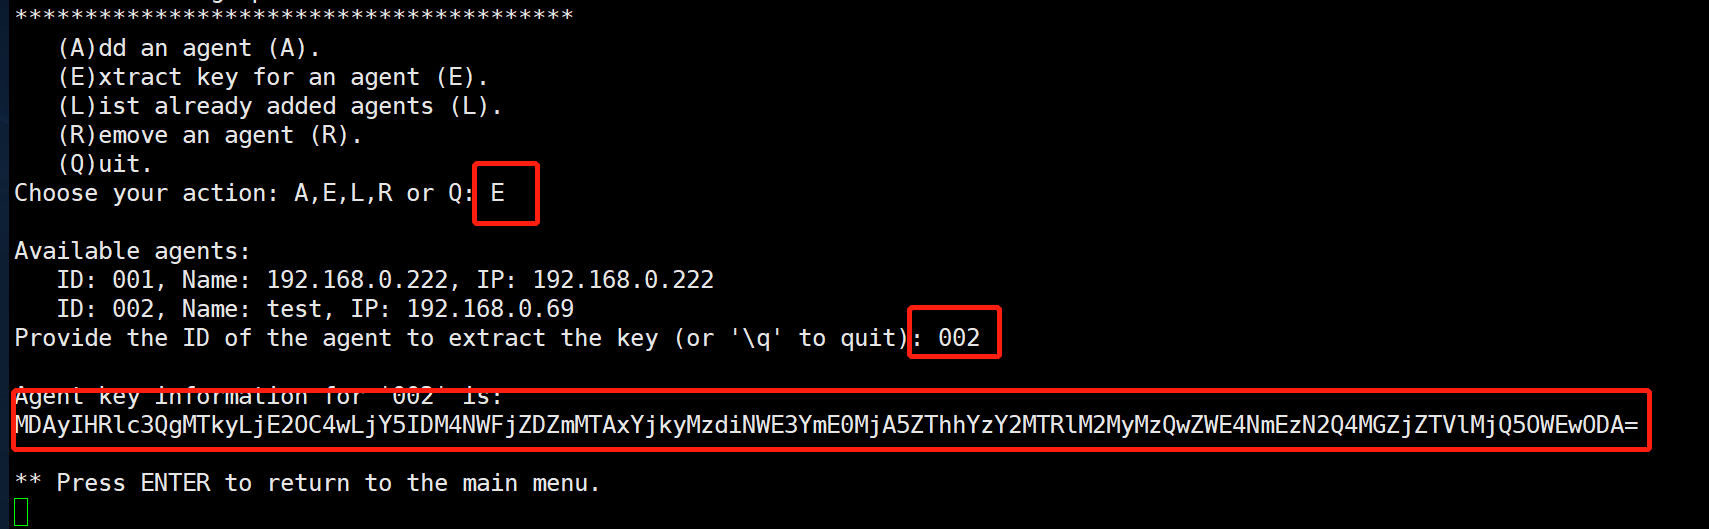 ****************************************
(A)dd an agent (A).
(E)xtract key for an agent (E).
(L)ist already added agents (L).
(R)emove an agent (R).
(Q)uit.
Choose your action: A,E,L,R or Q: E
Available agents:
ID: 001, Name: 192.168.0.222, IP: 192.168.0.222
ID: 002, Name: test, IP: 192.168.0.69
Provide the ID of the agent to extract the key (or '\q' to quit): 002
Agent key information for '002' is:
MDAyIHRlc3QgMTkyLjE2OC4wLjY5IDM4NWFjZDZmMTAxYjkyMzdiNWE3YmE0MjA5ZThhYzY2MTRlM2MyMzQwZWE4NmEzN2Q4MGZjZTVlMjQ5OWEwODA=
** Press ENTER to return to the main menu.